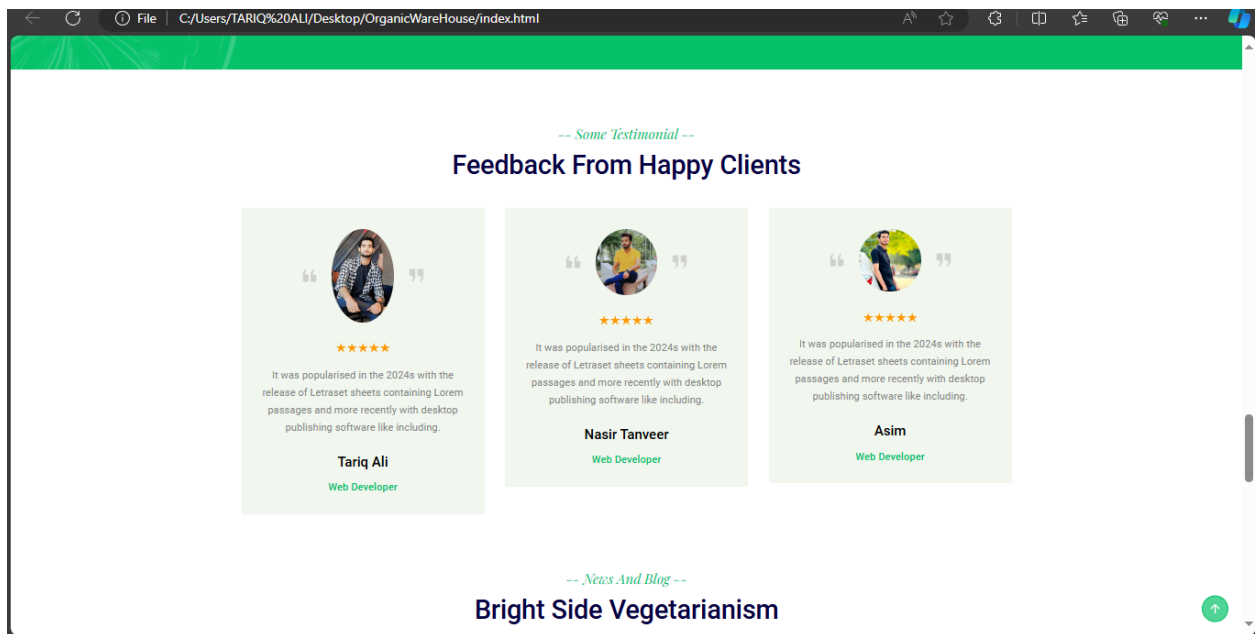 File
C:/Users/TARIQ%20ALI/Desktop/OrganicWareHouse/index.html
-- Some Testimonial --
Feedback From Happy Clients
★★★★★
It was popularised in the 2024s with the
release of Letraset sheets containing Lorem
passages and more recently with desktop
publishing software like including.
Tariq Ali
Web Developer
★★★★★
It was popularised in the 2024s with the
release of Letraset sheets containing Lorem
passages and more recently with desktop
publishing software like including.
Nasir Tanveer
Web Developer
★★★★★
It was popularised in the 2024s with the
release of Letraset sheets containing Lorem
passages and more recently with desktop
publishing software like including.
Asim
Web Developer
-- News And Blog --
Bright Side Vegetarianism